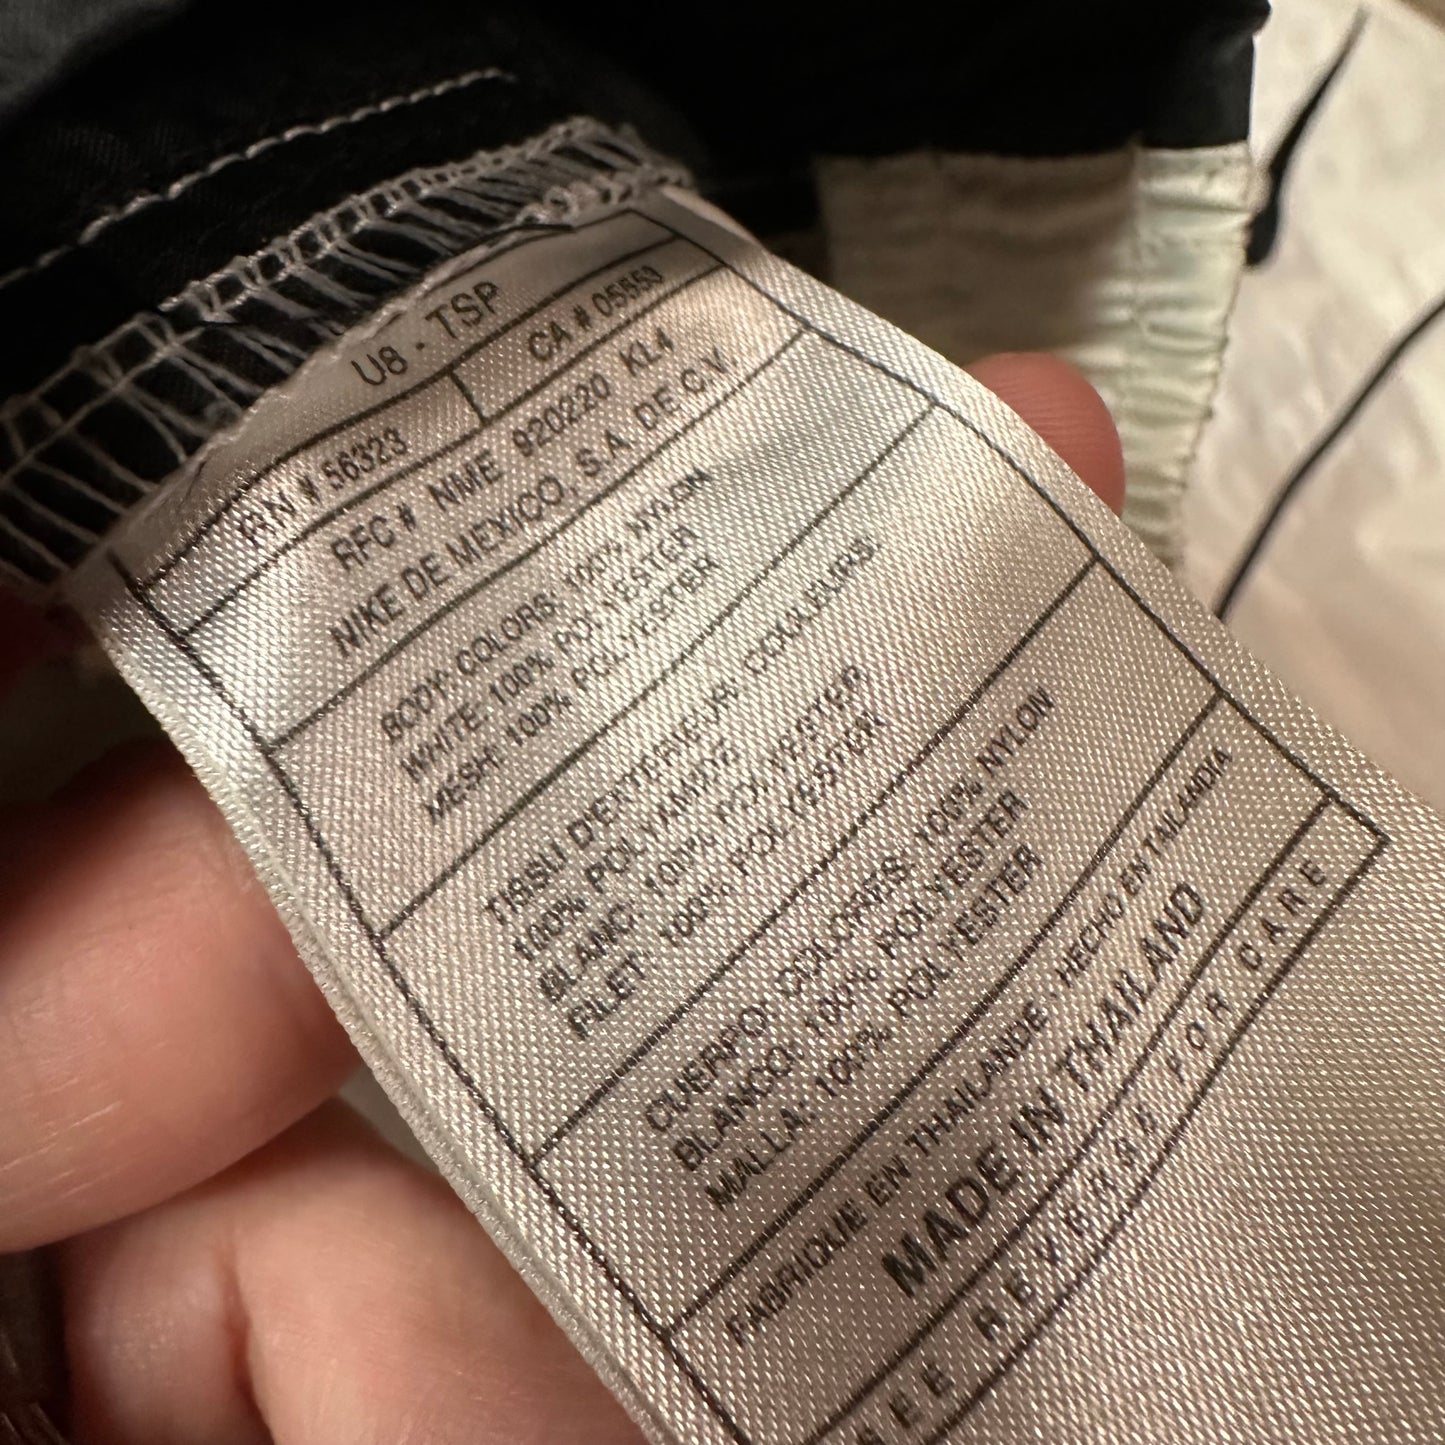 U8 - TSP
RN # 56323 CA # 05553
RFC # NME 920220 KL4
NIKE DE MEXICO, S.A. DE C.V.
BODY COLORS: 100% NYLON
WHITE: 100% POLYESTER
MESH: 100% POLYESTER
TISSU D'EXTERIEUR: COULEURS
100% POLYAMIDE
BLANC: 100% POLYESTER
FILET 100% POLYESTER
CUERPO: COLORES 100% NYLON
BLANCO: 100% POLYESTER
MALLA: 100% POLYESTER
FABRIQUE EN THAILANDE · HECHO EN TAILANDIA
MADE IN THAILAND
SEE REVERSE FOR CARE